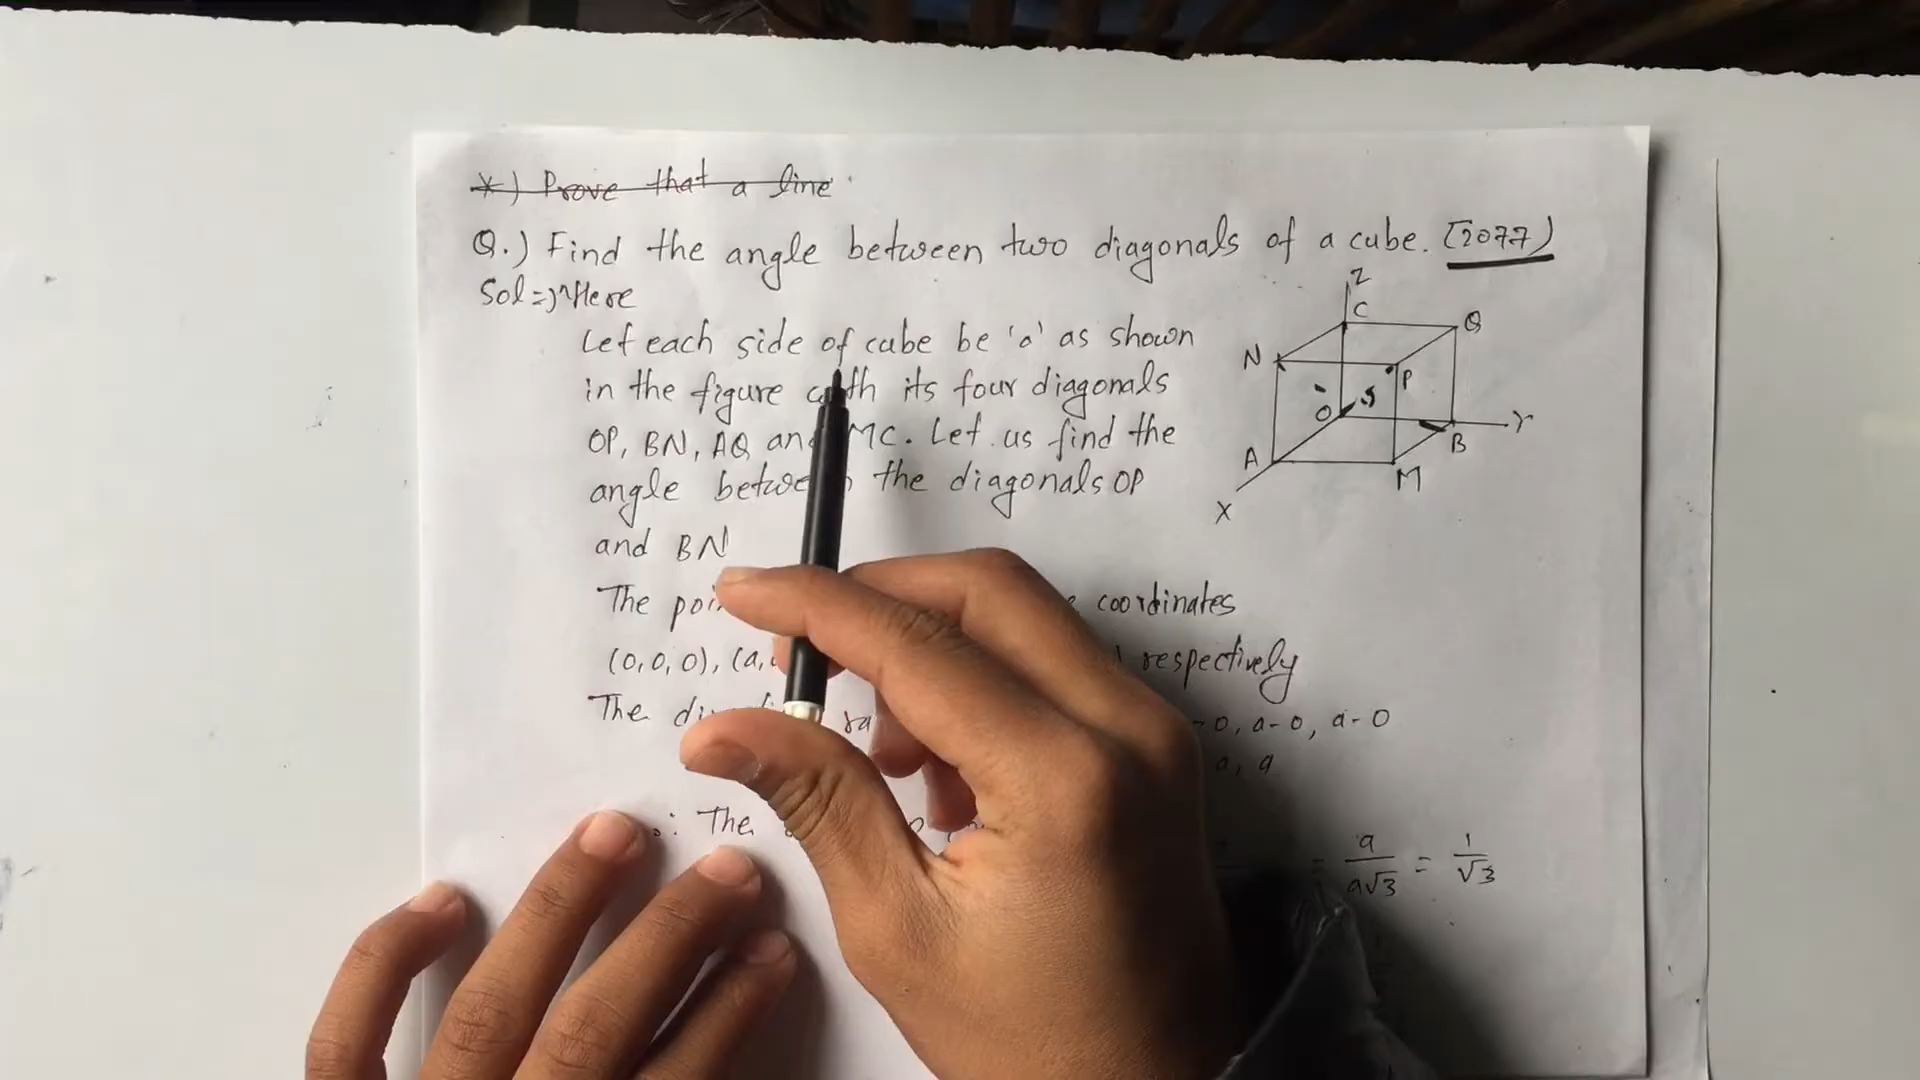 *) Prove that a line
Q.) Find the angle between two diagonals of a cube. [2077)
Sol=)ⁿHere
Let each side of cube be 'a' as shown
in the figure with its four diagonals
OP, BN, AQ and MC. Let us find the
angle between the diagonals OP
and BN
The coordinates
(0,0,0), (a, respectively
The 0, a-0, a-0
a, a
∴ The = a/a√3 = 1/√3
Z
C
Q
N
P
O
Y
B
A
M
X